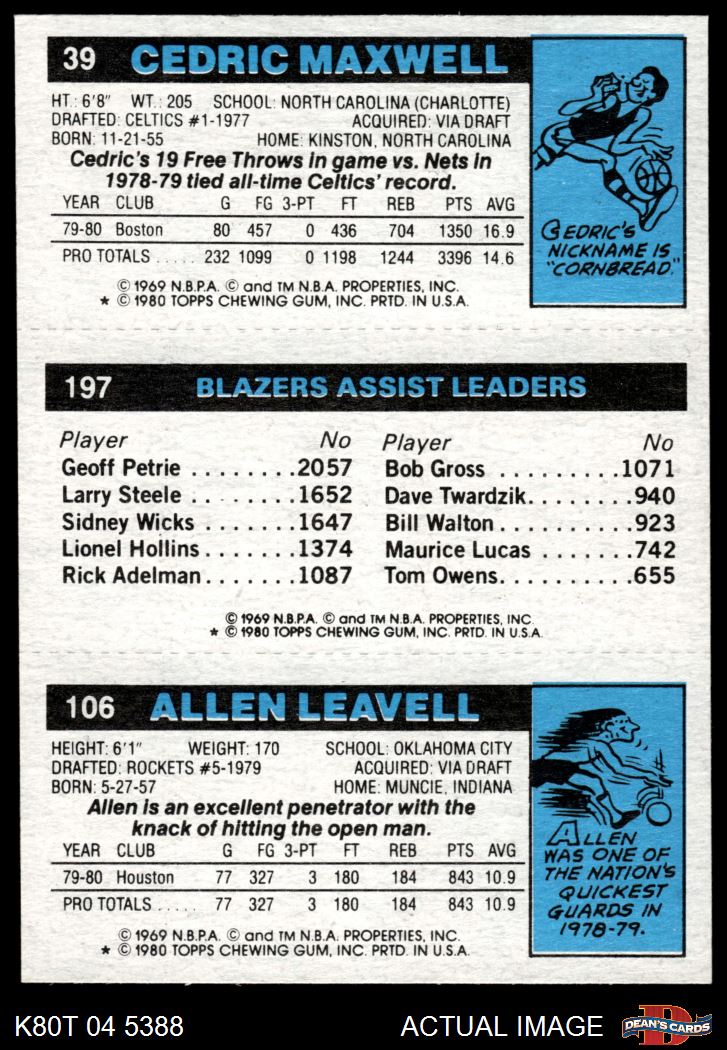 39 CEDRIC MAXWELL
HT.: 6'8" WT.: 205 SCHOOL: NORTH CAROLINA (CHARLOTTE)
DRAFTED: CELTICS #1-1977 ACQUIRED: VIA DRAFT
BORN: 11-21-55 HOME: KINSTON, NORTH CAROLINA
Cedric's 19 Free Throws in game vs. Nets in
1978-79 tied all-time Celtics' record.
YEAR CLUB G FG 3-PT FT REB PTS AVG
79-80 Boston 80 457 0 436 704 1350 16.9
PRO TOTALS ..... 232 1099 0 1198 1244 3396 14.6
© 1969 N.B.P.A. © and TM N.B.A. PROPERTIES, INC.
★ © 1980 TOPPS CHEWING GUM, INC. PRTD. IN U.S.A.
CEDRIC'S
NICKNAME IS
"CORNBREAD."
197 BLAZERS ASSIST LEADERS
Player No Player No
Geoff Petrie ........2057 Bob Gross .........1071
Larry Steele ........1652 Dave Twardzik........940
Sidney Wicks .......1647 Bill Walton..........923
Lionel Hollins.......1374 Maurice Lucas .......742
Rick Adelman.......1087 Tom Owens..........655
© 1969 N.B.P.A. © and TM N.B.A. PROPERTIES, INC.
★ © 1980 TOPPS CHEWING GUM, INC. PRTD. IN U.S.A.
106 ALLEN LEAVELL
HEIGHT: 6'1" WEIGHT: 170 SCHOOL: OKLAHOMA CITY
DRAFTED: ROCKETS #5-1979 ACQUIRED: VIA DRAFT
BORN: 5-27-57 HOME: MUNCIE, INDIANA
Allen is an excellent penetrator with the
knack of hitting the open man.
YEAR CLUB G FG 3-PT FT REB PTS AVG
79-80 Houston 77 327 3 180 184 843 10.9
PRO TOTALS ..... 77 327 3 180 184 843 10.9
© 1969 N.B.P.A. © and TM N.B.A. PROPERTIES, INC.
★ © 1980 TOPPS CHEWING GUM, INC. PRTD. IN U.S.A.
ALLEN
WAS ONE OF
THE NATION'S
QUICKEST
GUARDS IN
1978-79.
K80T 04 5388 ACTUAL IMAGE D DEAN'S CARDS